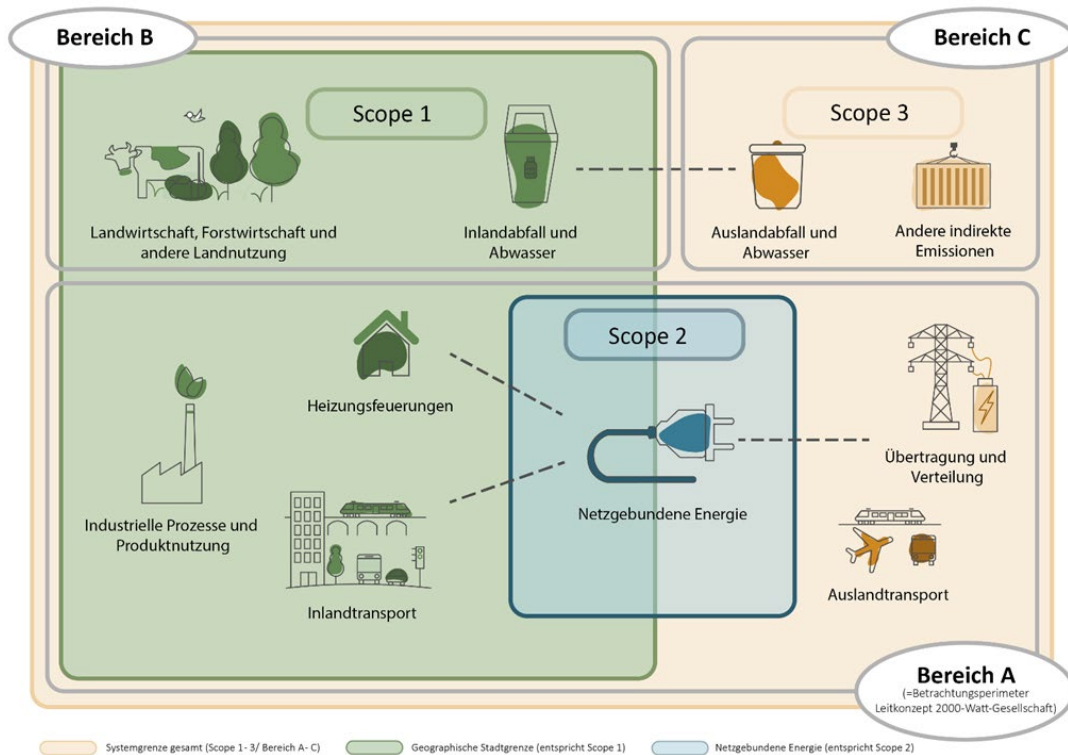 Bereich B
Bereich C
Scope 1
Scope 3
Landwirtschaft, Forstwirtschaft und
andere Landnutzung
Inlandabfall und
Abwasser
Auslandabfall und
Abwasser
Andere indirekte
Emissionen
Scope 2
Heizungsfeuerungen
Übertragung und
Verteilung
Netzgebundene Energie
Industrielle Prozesse und
Produktnutzung
Inlandtransport
Auslandtransport
Bereich A
(=Betrachtungsperimeter
Leitkonzept 2000-Watt-Gesellschaft)
Systemgrenze gesamt (Scope 1- 3/ Bereich A- C)
Geographische Stadtgrenze (entspricht Scope 1)
Netzgebundene Energie (entspricht Scope 2)